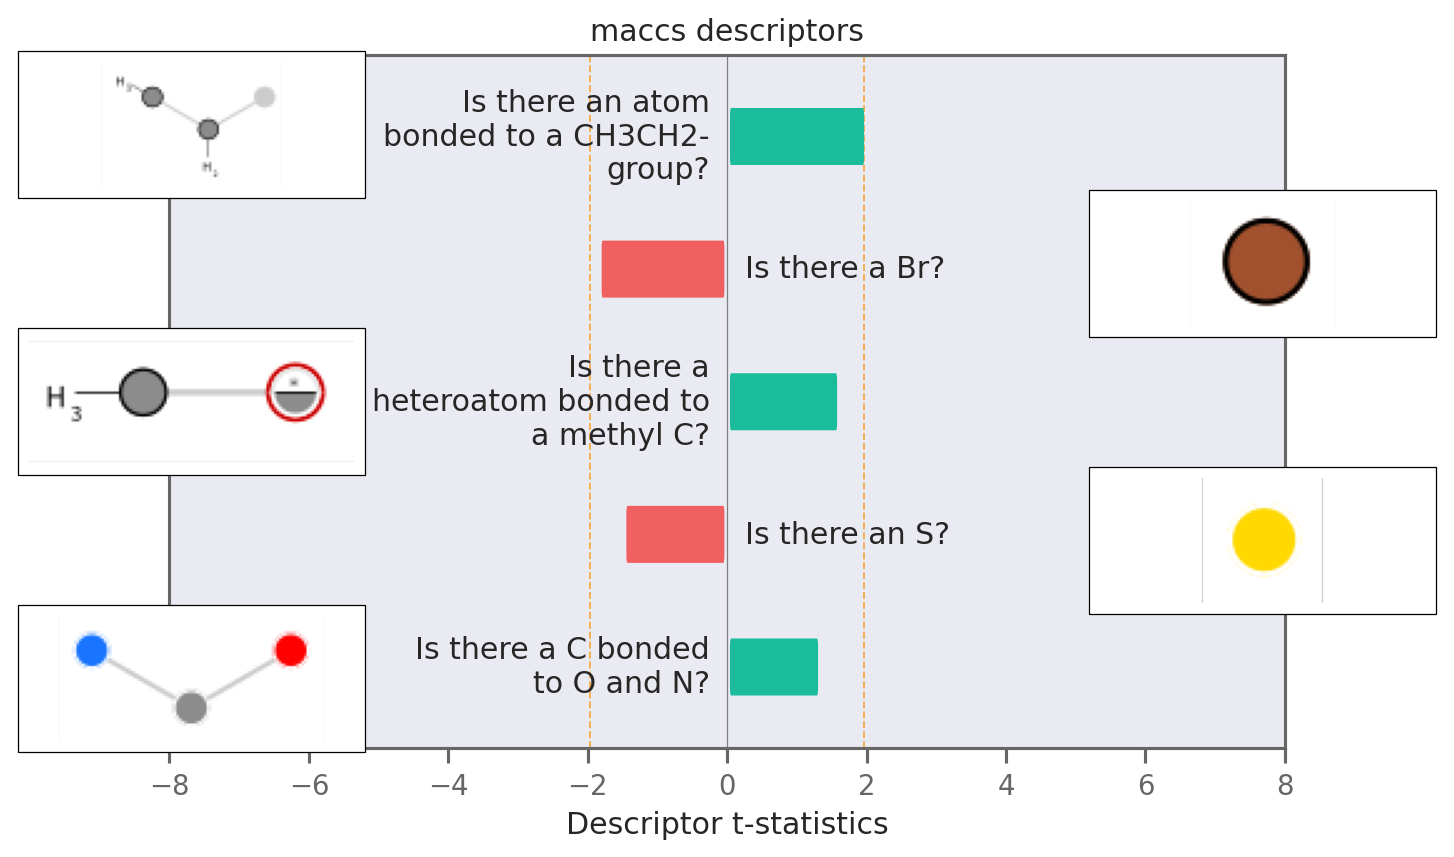 maccs descriptors
H3
H2
Is there an atom
bonded to a CH3CH2-
group?
Is there a Br?
H3
Is there a
heteroatom bonded to
a methyl C?
Is there an S?
Is there a C bonded
to O and N?
−8 −6 −4 −2 0 2 4 6 8
Descriptor t-statistics